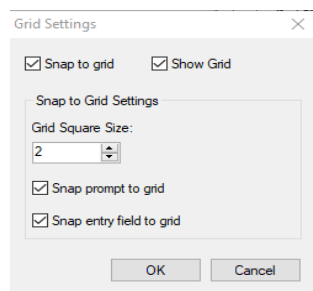 Grid Settings
Snap to grid Show Grid
Snap to Grid Settings
Grid Square Size:
2
Snap prompt to grid
Snap entry field to grid
OK Cancel